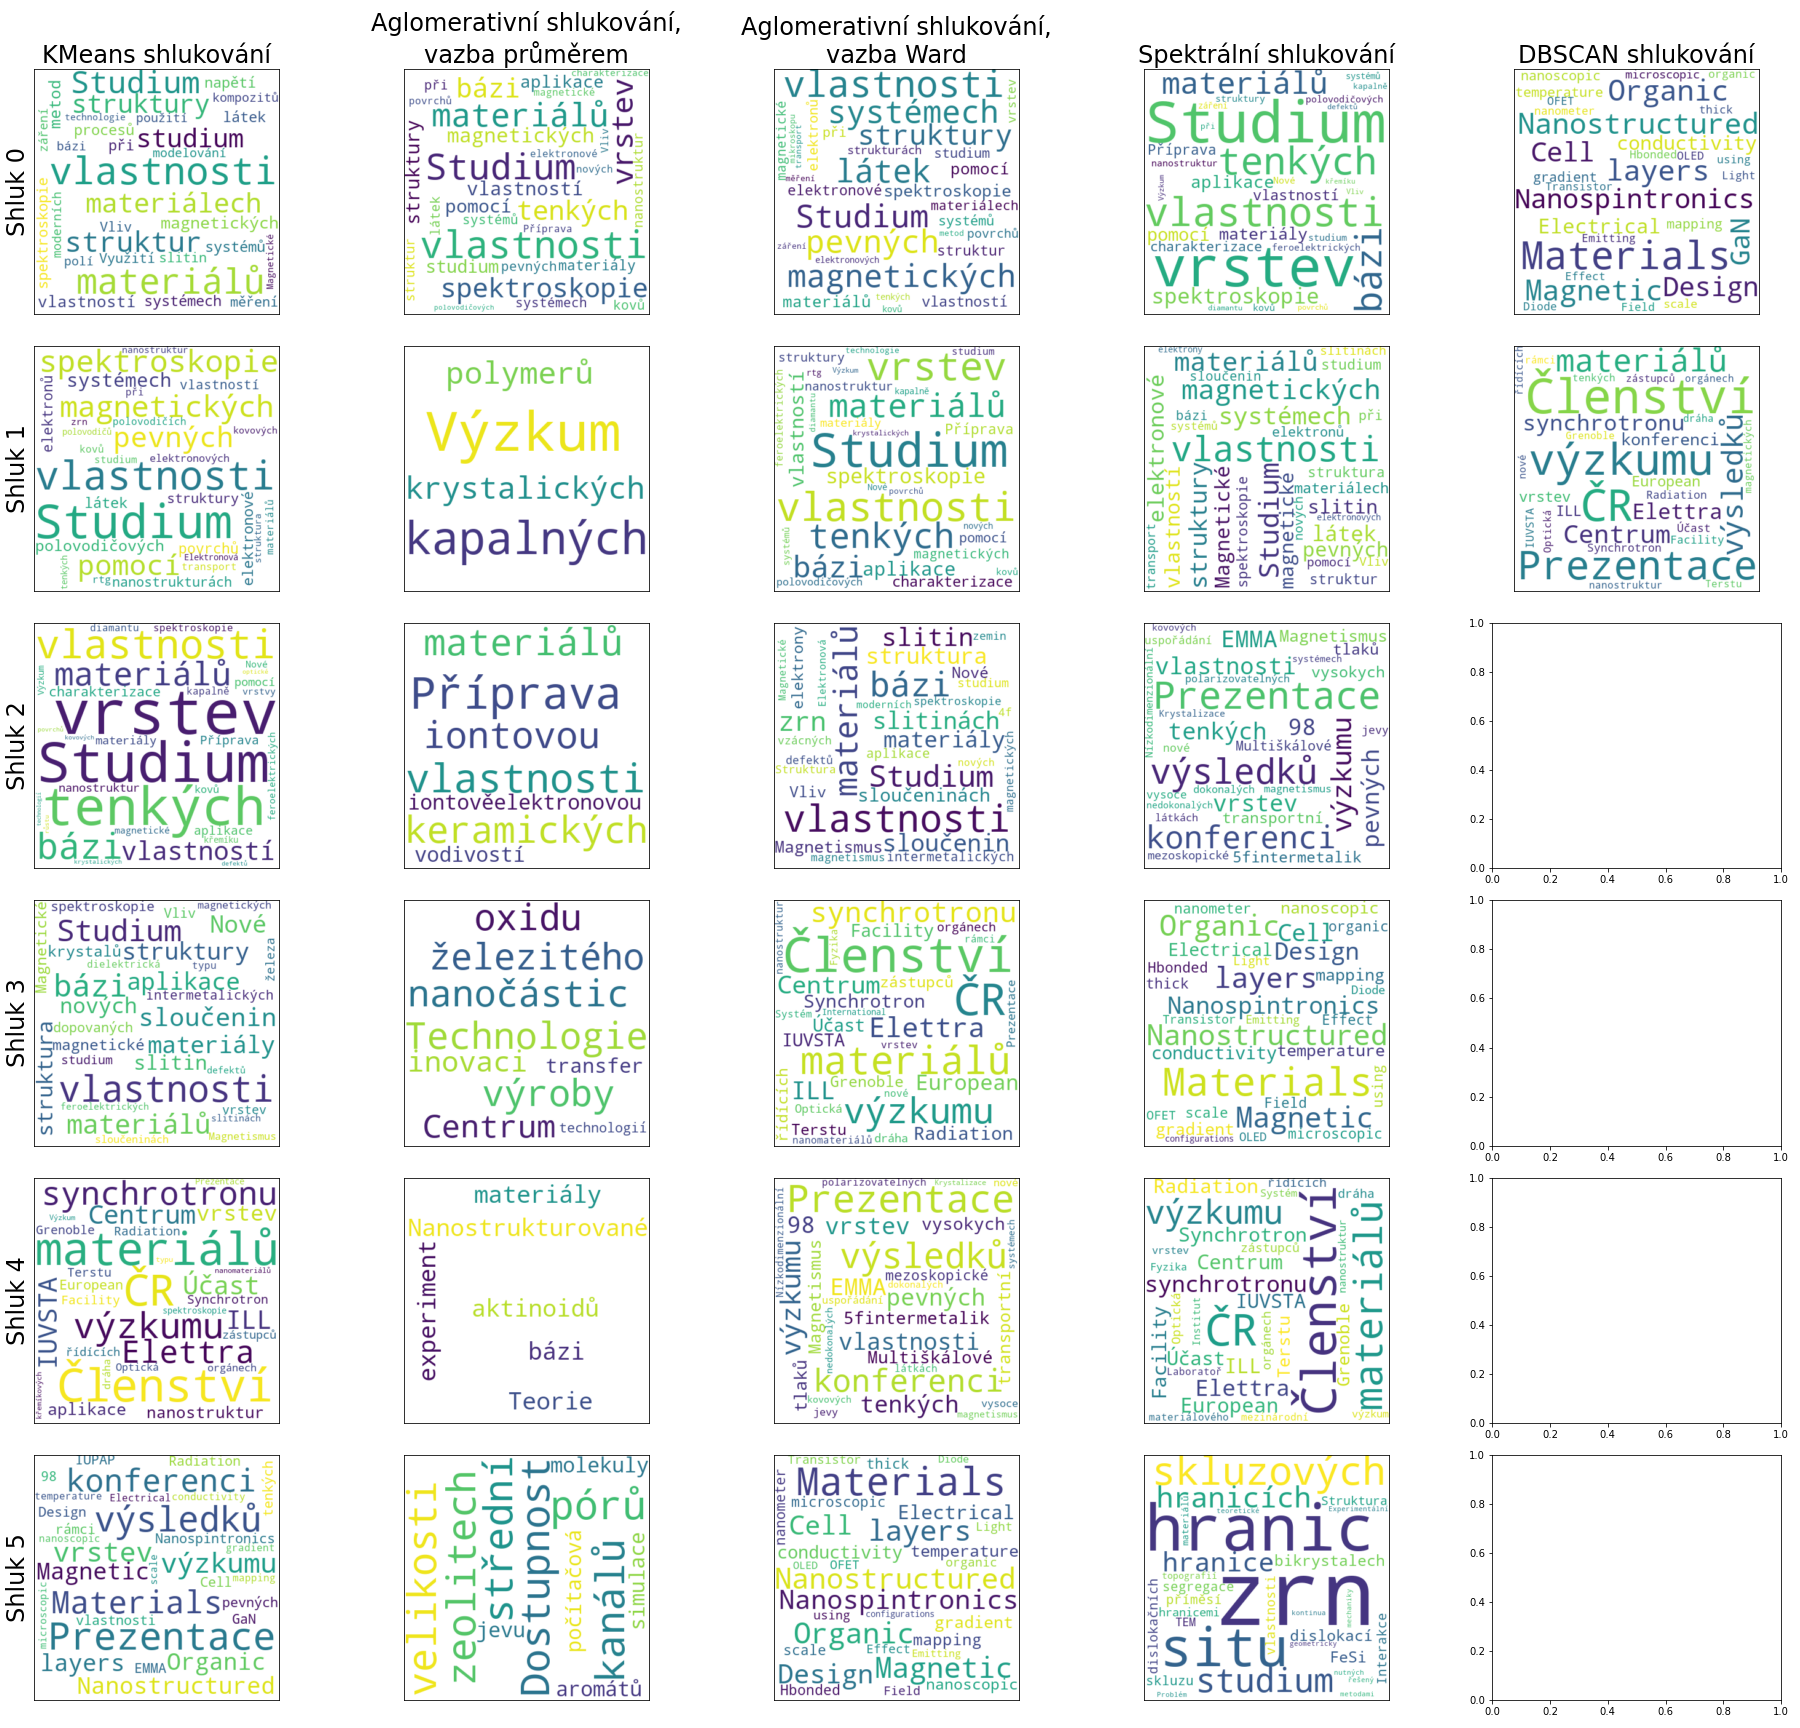 KMeans shlukování
Aglomerativní shlukování,
vazba průměrem
Aglomerativní shlukování,
vazba Ward
Spektrální shlukování
DBSCAN shlukování
Shluk 0
Studium napětí
metod struktury kompozitů
technologie použití látek
záření procesů studium
bázi při modelování
vlastnosti
spektroskopie materiálech
moderních Vliv magnetických
struktur systémů
polí Využití slitin Magnetické
materiálů
vlastností systémech měření
charakterizace
při bázi aplikace
povrchů magnetické
materiálů vrstev
magnetických Vliv
struktury Studium elektronové nových
vlastností nanostruktur
látek pomocí tenkých
systémů Příprava
vlastnosti
struktur studium pevných materiály
spektroskopie
systémech kovů
polovodičových
vlastnosti vrstev
magnetické systémech
mikroskopu transport elektronů při struktury
strukturách studium
látek pomocí
měření elektronové spektroskopie
Studium materiálech
systémů
metod povrchů
záření pevných struktur
elektronových
magnetických
materiálů tenkých vlastností
kovů
materiálů systémů kapalně
struktury polovodičových
záření defektů
Studium
při
Příprava tenkých
nanostruktur
Výzkum aplikace Nové křemíku
vlastností Vliv
vlastnosti
pomocí materiály studium
charakterizace feroelektrických
vrstev bázi
spektroskopie
diamantu kovů povrchů
nanoscopic microscopic organic
temperature Organic
OFET thick
nanometer
Nanostructured
conductivity
Cell Hbonded OLED using
gradient layers Light
Transistor
Nanospintronics
Electrical mapping
Emitting GaN
Materials
Effect
Magnetic Design
Diode Field scale
Shluk 1
nanostruktur
spektroskopie
systémech vlastností
elektronů při
magnetických
zrn polovodičích
polovodičů pevných kovových
kovů elektronových
studium
vlastnosti
látek struktury
Studium elektronové struktura materiálů
polovodičových povrchů
Elektronová
tenkých pomocí transport
rtg nanostrukturách
polymerů
Výzkum
krystalických
kapalných
technologie studium
struktury vrstev
rtg Výzkum
feroelektrických vlastností nanostruktur kapalně
diamantu materiálů
materiály
krystalických Příprava
Studium
spektroskopie
Nové povrchů
vlastnosti
systémů tenkých nových
pomocí
magnetických
bázi aplikace kovů
polovodičových charakterizace
elektrony slitinách
materiálů studium
sloučenin
magnetických
elektronové bázi systémech při
systémů elektronů
vlastnosti
transport vlastností struktury Magnetické spektroskopie Studium magnetické nových struktura
materiálech
slitin
elektronových
látek
pevných
pomocí Vliv
struktur
řídících rámci materiálů
tenkých zástupců orgánech
Členství
synchrotronu dráha
Grenoble konferenci
nové výzkumu výsledků magnetických
European
vrstev Radiation
IUVSTA Optická ILL ČR Elettra
Centrum Účast
Facility
Synchrotron
Prezentace
nanostruktur Terstu
Shluk 2
diamantu spektroskopie
vlastnosti
Výzkum materiálů Nové
optické
pomocí
charakterizace kapalně vrstvy
vrstev
povrchů kovových materiály Příprava
Studium feroelektrických
nanostruktur kovů
technologií růstu tenkých
magnetické aplikace
bázi křemíku
vlastností
krystalických defektů
materiálů
Příprava
iontovou
vlastnosti
iontověelektronovou
keramických
vodivostí
Magnetické elektrony Elektronová materiálů slitin zemin
struktura
Nové
bázi studium
moderních spektroskopie
zrn slitinách 4f
vzácných materiály
defektů aplikace
Struktura nových
Studium magnetických
Vliv sloučeninách
vlastnosti
Magnetismus sloučenin
magnetismus intermetalických
kovových
uspořádání EMMA Magnetismus
tlaků
Nízkodimenzionální vlastnosti systémech
polarizovatelných vysokych
Prezentace
Krystalizace
tenkých 98 jevy
nové Multiškálové
výsledků výzkumu pevných
vysoce dokonalých magnetismus
nedokonalých vrstev
látkách transportní
konferenci
mezoskopické 5fintermetalik
1.0
0.8
0.6
0.4
0.2
0.0
0.0 0.2 0.4 0.6 0.8 1.0
Shluk 3
Magnetické spektroskopie magnetických
Vliv
Studium Nové
krystalů struktury
dielektrická typu železa
bázi aplikace
intermetalických
nových
dopovaných sloučenin
magnetické materiály
struktura studium slitin defektů
vlastnosti
feroelektrickych vrstev
materiálů slitinách
sloučeninách Magnetismus
oxidu
železitého
nanočástic
Technologie
inovaci transfer
výroby
Centrum technologií
nanostruktur synchrotronu
Facility orgánech
Fyzika rámci
Členství
Centrum zástupců
Synchrotron ČR Prezentace
Systém International
Účast Elettra
IUVSTA vrstev
materiálů
řídících ILL Grenoble European
nové
Optická výzkumu
Terstu
nanomateriálů dráha Radiation
nanometer nanoscopic
Organic Cell organic
Electrical Design
Light
Hbonded layers mapping
thick Diode
Nanospintronics
Transistor Emitting Effect
Nanostructured
conductivity temperature
Materials using
Field
OFET scale Magnetic
gradient
configurations OLED microscopic
1.0
0.8
0.6
0.4
0.2
0.0
0.0 0.2 0.4 0.6 0.8 1.0
Shluk 4
Prezentace
synchrotronu
Výzkum Centrum vrstev
Grenoble Radiation
materiálů
typu
Terstu nanomateriálů
IUVSTA European ČR Účast
Facility Synchrotron
spektroskopie
výzkumu ILL
zástupců
řídících Elettra
křemíkových dráha Optická orgánech
Členství
aplikace nanostruktur
materiály
Nanostrukturované
experiment
aktinoidů
bázi
Teorie
polarizovatelných Krystalizace nové
Nízkodimenzionální Prezentace
98 vrstev vysokych
systémech
výzkumu Magnetismus výsledků
mezoskopické
EMMA dokonalých
uspořádání pevných transportní
nedokonalých 5fintermetalik
vlastnosti
Multiškálové
tlaků látkách
konferenci
kovových tenkých vysoce
jevy magnetismus
Radiation řídících
Systém dráha
výzkumu Členství materiálů
Synchrotron nanostruktur
vrstev zástupců
Fyzika Centrum
synchrotronu
IUVSTA
Facility Optická Institut ČR orgánech Terstu Grenoble
Účast
Laboratoř ILL
Elettra
European
materiálového mezinárodní výzkum
1.0
0.8
0.6
0.4
0.2
0.0
0.0 0.2 0.4 0.6 0.8 1.0
Shluk 5
IUPAP Radiation
98 konferenci tenkých
temperature Electrical conductivity
Design výsledků
rámci
nanoscopic Nanospintronics
vrstev gradient
výzkumu
Magnetic scale Cell mapping
microscopic Materials pevných
vlastnosti GaN
Prezentace
layers EMMA Organic
Nanostructured
velikosti zeolitech jevu střední Dostupnost molekuly
pórů
počítačová kanálů simulace
aromátů
Transistor thick Diode
nanometer Materials
microscopic Electrical
Cell layers Light
conductivity temperature
OLED OFET organic
Nanostructured
Nanospintronics
using configurations gradient
Organic mapping
scale Effect Emitting
Design Magnetic
Hbonded Field nanoscopic
skluzových
hranicích Struktura
materiálů teoretické Experimentální
hranic
hranice bikrystalech
dislokačních topografií
segregace
příměsí vlastnosti zrn
hranicemi kontinua mechaniky
TEM
situ dislokací Interakce
geometricky
FeSi
skluzu studium nutných
řešený
Problém metodami
1.0
0.8
0.6
0.4
0.2
0.0
0.0 0.2 0.4 0.6 0.8 1.0